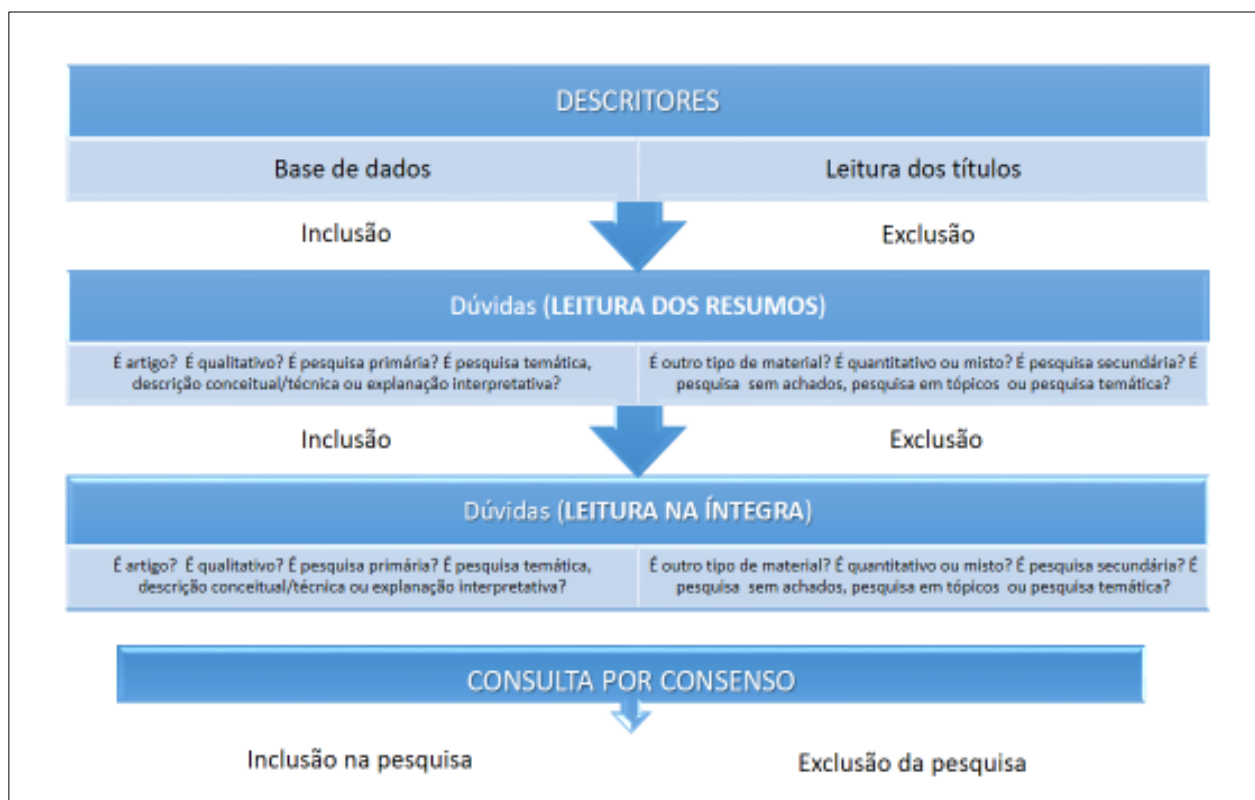 DESCRITORES
Base de dados
Leitura dos títulos
Inclusão
Exclusão
Dúvidas (LEITURA DOS RESUMOS)
É artigo? É qualitativo? É pesquisa primária? É pesquisa temática,
descrição conceitual/técnica ou explanação interpretativa?
É outro tipo de material? É quantitativo ou misto? É pesquisa secundária? É
pesquisa sem achados, pesquisa em tópicos ou pesquisa temática?
Inclusão
Exclusão
Dúvidas (LEITURA NA ÍNTEGRA)
É artigo? É qualitativo? É pesquisa primária? É pesquisa temática,
descrição conceitual/técnica ou explanação interpretativa?
É outro tipo de material? É quantitativo ou misto? É pesquisa secundária? É
pesquisa sem achados, pesquisa em tópicos ou pesquisa temática?
CONSULTA POR CONSENSO
Inclusão na pesquisa
Exclusão da pesquisa